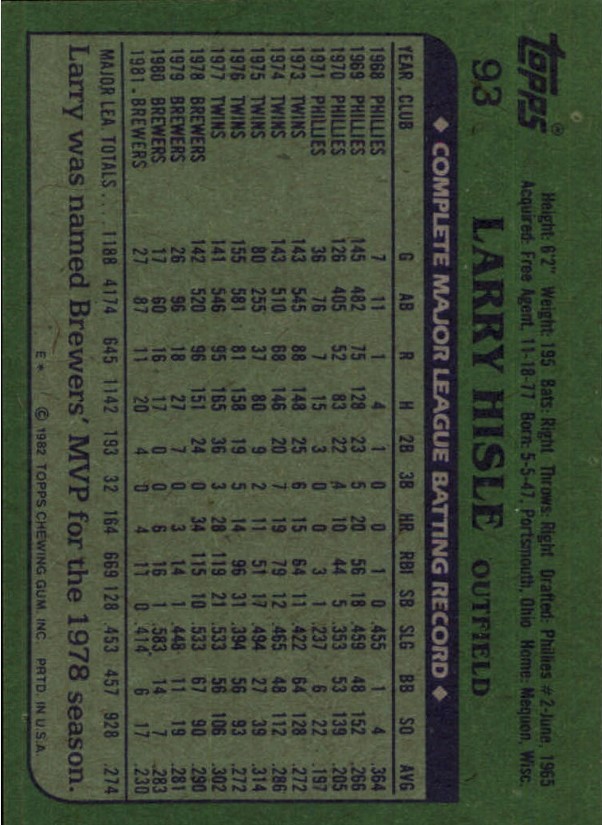 Topps®
93
Height: 6'2" Weight: 195 Bats: Right Throws: Right Drafted: Phillies #2-June, 1965
Acquired: Free Agent, 11-18-77 Born: 5-5-47, Portsmouth, Ohio Home: Mequon, Wisc.
LARRY HISLE OUTFIELD
◆ COMPLETE MAJOR LEAGUE BATTING RECORD ◆
YEAR CLUB G AB R H 2B 3B HR RBI SB SLG BB SO AVG
1968 PHILLIES 7 11 1 4 1 0 0 1 0 .455 1 4 .364
1969 PHILLIES 145 482 75 128 23 5 20 56 18 .459 48 152 .266
1970 PHILLIES 126 405 52 83 22 4 10 44 5 .353 53 139 .205
1971 PHILLIES 36 76 7 15 3 0 0 3 1 .237 6 22 .197
1973 TWINS 143 545 88 148 25 6 15 64 11 .422 64 128 .272
1974 TWINS 143 510 68 146 20 7 19 79 12 .465 48 112 .286
1975 TWINS 80 255 37 80 9 2 11 51 17 .494 27 39 .314
1976 TWINS 155 581 81 158 19 5 14 96 31 .394 56 93 .272
1977 TWINS 141 546 95 165 36 3 28 119 21 .533 56 106 .302
1978 BREWERS 142 520 96 151 24 0 34 115 10 .533 67 90 .290
1979 BREWERS 26 96 18 27 7 0 3 14 1 .448 11 19 .281
1980 BREWERS 17 60 16 17 0 0 6 16 1 .583 14 7 .283
1981 BREWERS 27 87 11 20 4 0 4 11 0 .414 6 17 .230
MAJOR LEA. TOTALS ... 1188 4174 645 1142 193 32 164 669 128 .453 457 928 .274
Larry was named Brewers' MVP for the 1978 season.
E* © 1982 TOPPS CHEWING GUM, INC. PRTD. IN U.S.A.